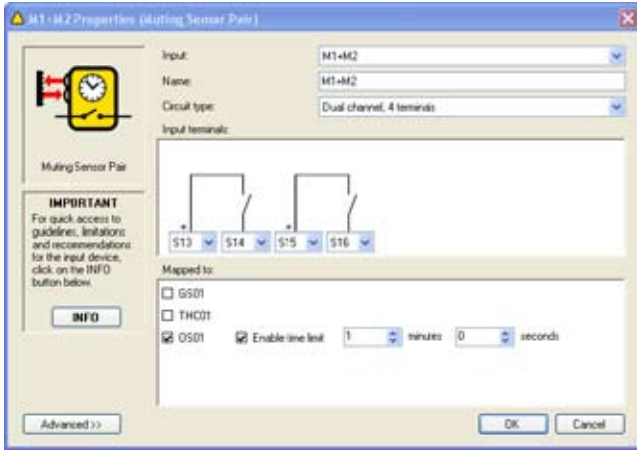 M1+M2 Properties (Muting Sensor Pair)
Input: M1+M2
Name: M1+M2
Circuit type: Dual channel, 4 terminals
Input terminals:
Muting Sensor Pair
S13 S14 S15 S16
IMPORTANT
For quick access to
guidelines, limitations
and recommendations
for the input device,
click on the INFO
button below.
INFO
Mapped to:
GS01
THC01
OS01 Enable time limit 1 minutes 0 seconds
Advanced >> OK Cancel